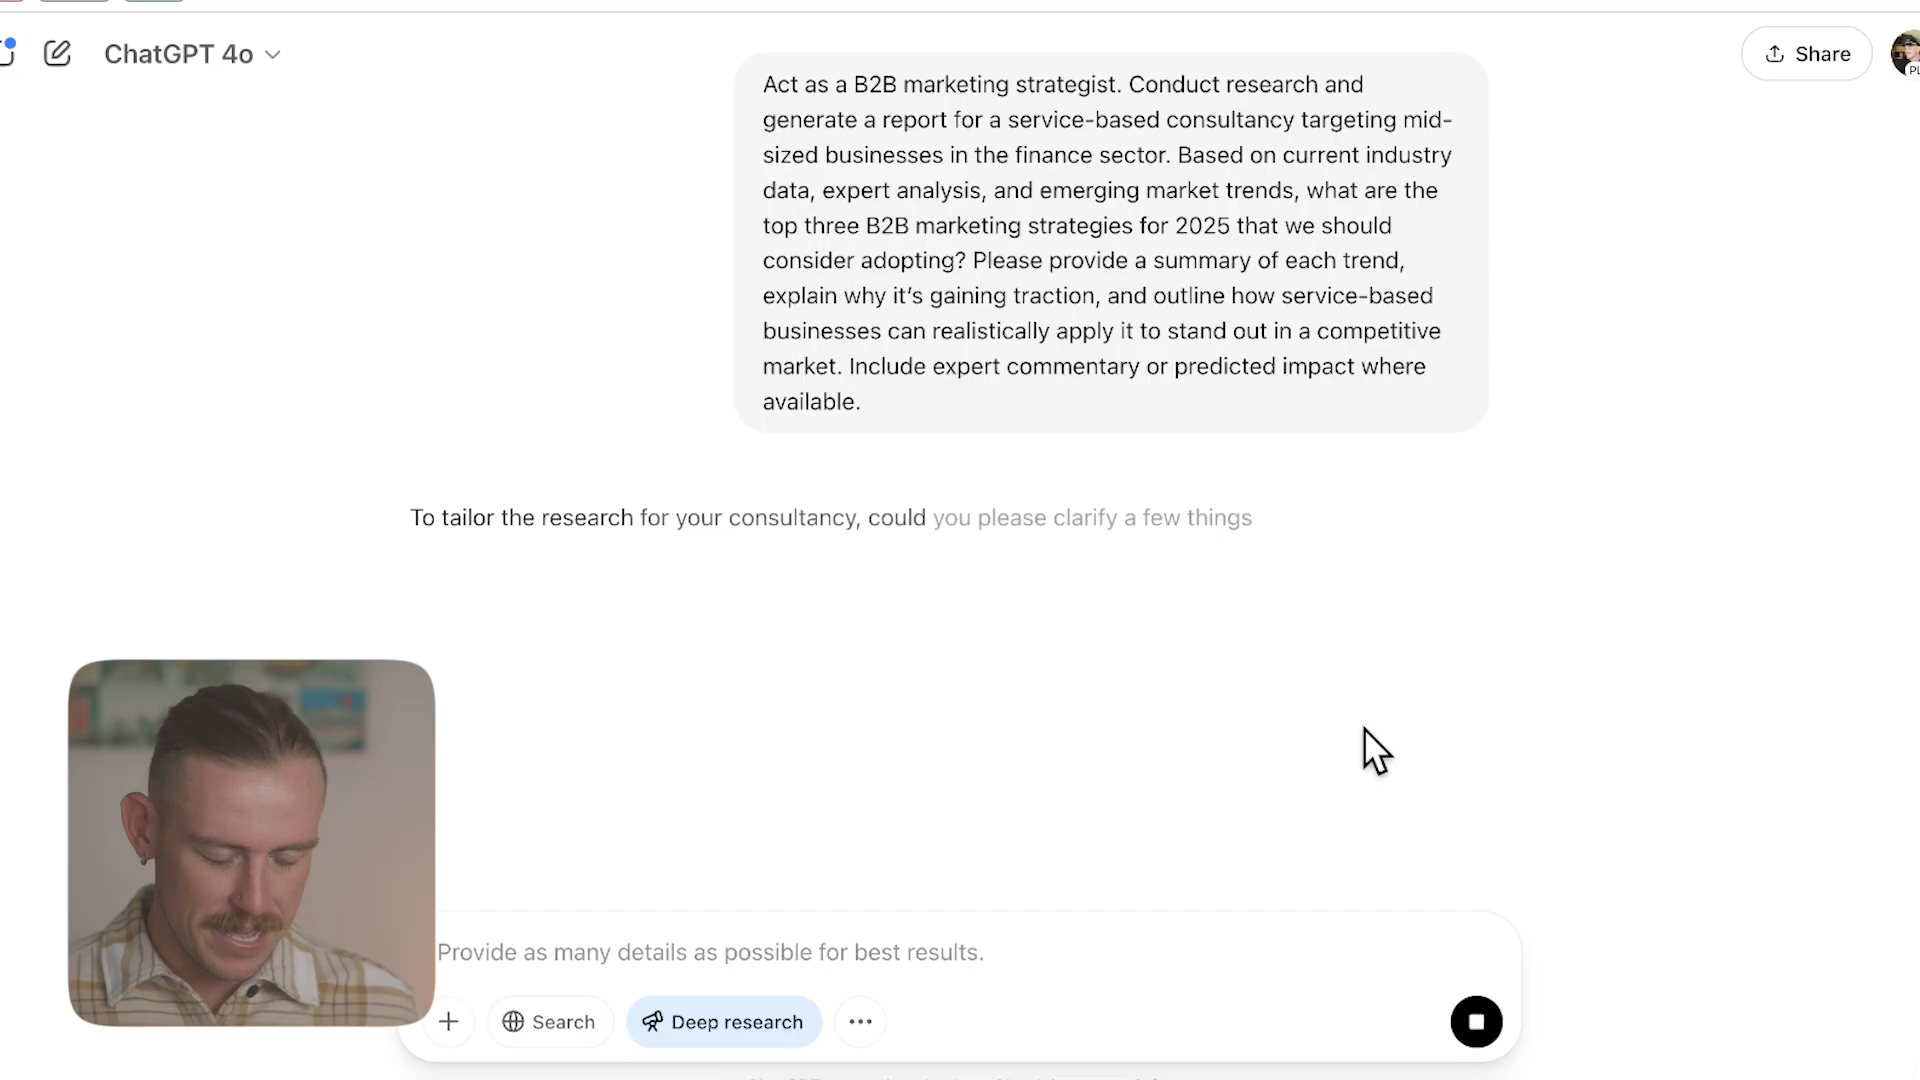 ChatGPT 4o
Share
PL
Act as a B2B marketing strategist. Conduct research and
generate a report for a service-based consultancy targeting mid-
sized businesses in the finance sector. Based on current industry
data, expert analysis, and emerging market trends, what are the
top three B2B marketing strategies for 2025 that we should
consider adopting? Please provide a summary of each trend,
explain why it’s gaining traction, and outline how service-based
businesses can realistically apply it to stand out in a competitive
market. Include expert commentary or predicted impact where
available.
To tailor the research for your consultancy, could you please clarify a few things
Provide as many details as possible for best results.
Search
Deep research